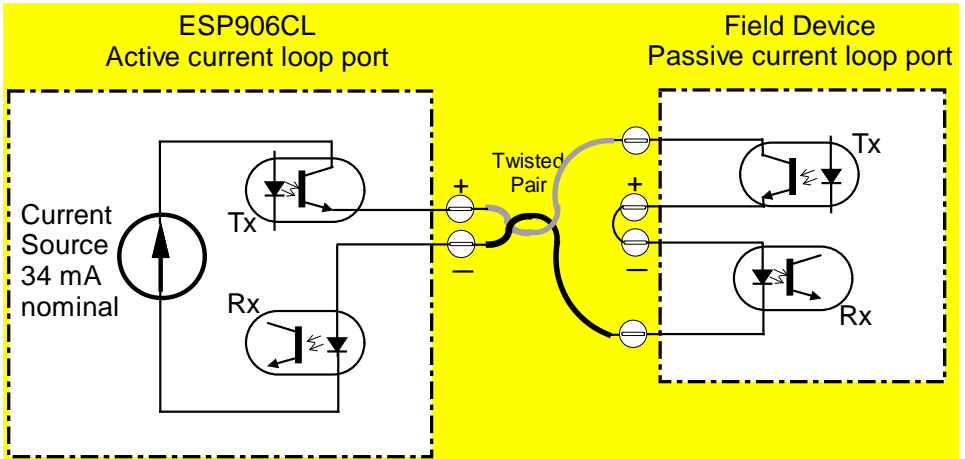 ESP906CL
Active current loop port
Field Device
Passive current loop port
Tx
Twisted
Pair
+
−
Current
Source
34 mA
nominal
Rx
Tx
+
−
Rx